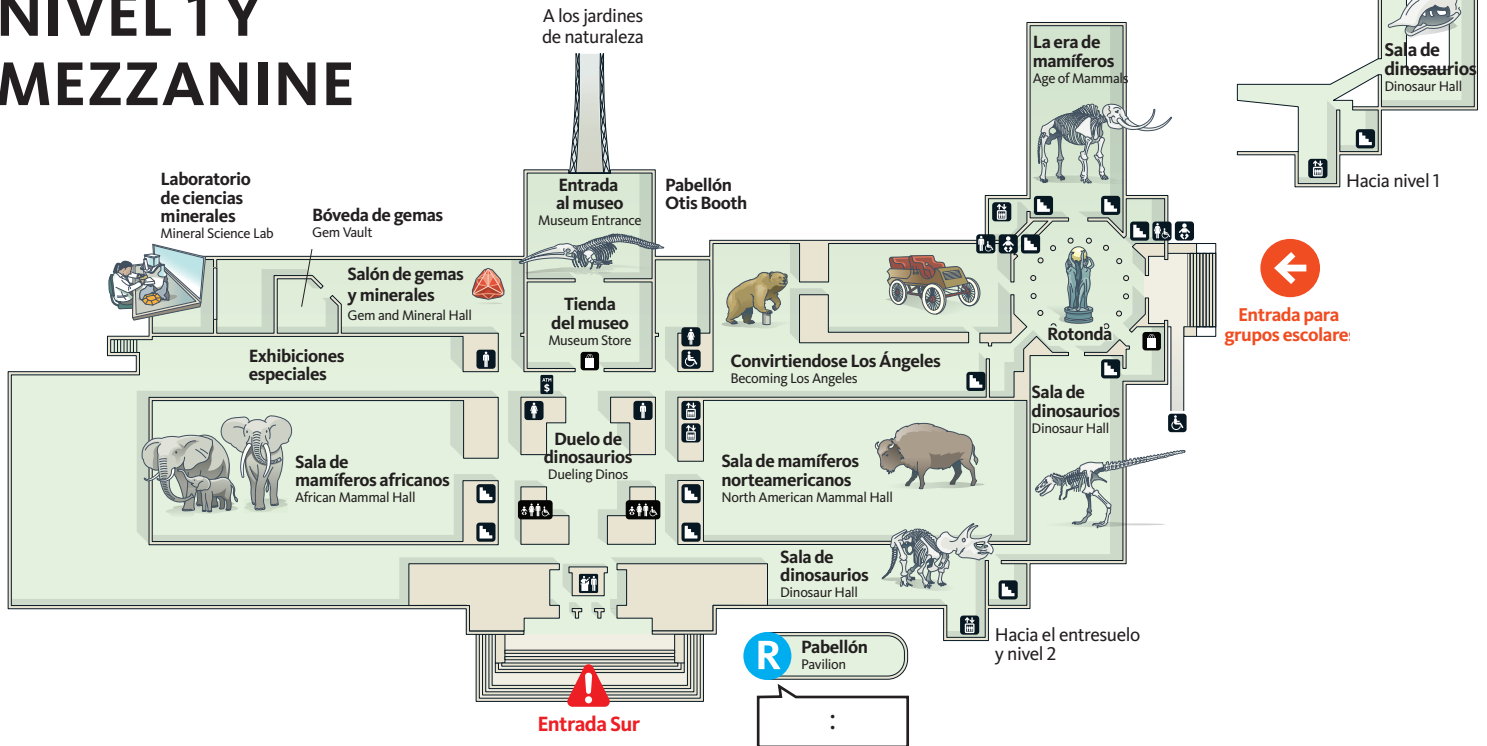 NIVEL 1 Y
MEZZANINE
A los jardines
de naturaleza
La era de
mamíferos
Age of Mammals
Sala de
dinosaurios
Dinosaur Hall
Hacia nivel 1
Laboratorio
de ciencias
minerales
Mineral Science Lab
Bóveda de gemas
Gem Vault
Entrada
al museo
Museum Entrance
Pabellón
Otis Booth
Salón de gemas
y minerales
Gem and Mineral Hall
Tienda
del museo
Museum Store
Rotonda
Entrada para
grupos escolares
Exhibiciones
especiales
Convirtiendose Los Ángeles
Becoming Los Angeles
ATM
$
Sala de
dinosaurios
Dinosaur Hall
Duelo de
dinosaurios
Dueling Dinos
Sala de
mamíferos africanos
African Mammal Hall
Sala de mamíferos
norteamericanos
North American Mammal Hall
Sala de
dinosaurios
Dinosaur Hall
Hacia el entresuelo
y nivel 2
R
Pabellón
Pavilion
:
Entrada Sur